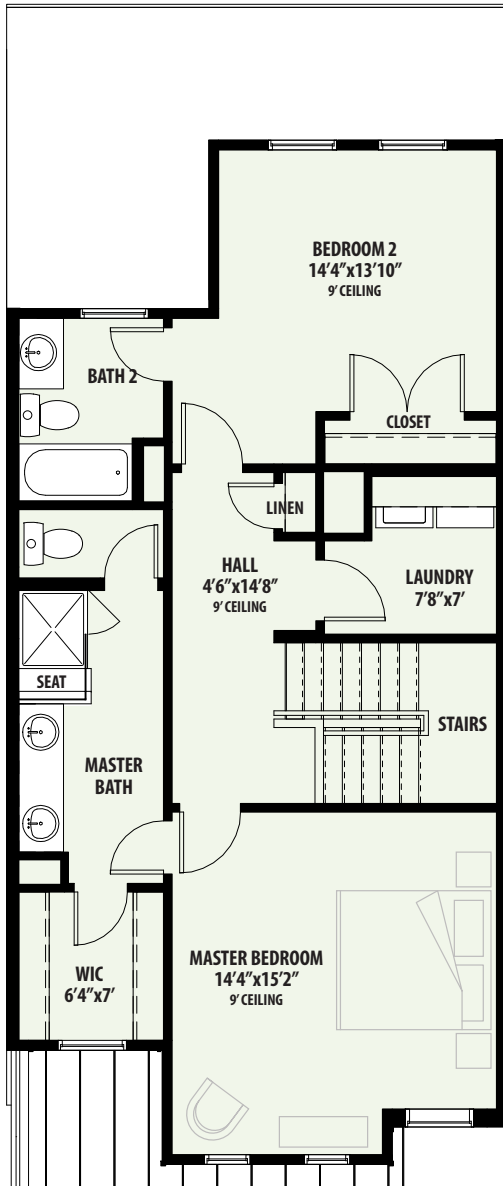 BEDROOM 2
14’4”x13’10”
9’ CEILING
BATH 2
CLOSET
LINEN
HALL
4’6”x14’8”
9’ CEILING
LAUNDRY
7’8”x7’
SEAT
STAIRS
MASTER
BATH
MASTER BEDROOM
14’4”x15’2”
9’ CEILING
WIC
6’4”x7’